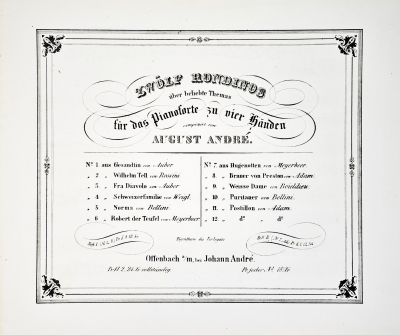 ZWÖLF RONDINOS
über beliebte Themas
für das Pianoforte zu vier Händen
componirt von
AUGUST ANDRÉ.
No 1 aus Gesandtin von Auber
„ 2 „ Wilhelm Tell von Rossini
„ 3 „ Fra Diavolo von Auber
„ 4 „ Schweizerfamilie von Weigl
„ 5 „ Norma von Bellini
„ 6 „ Robert der Teufel von Meyerbeer
No 7 aus Hugenotten von Meyerbeer
„ 8 „ Brauer von Preston von Adam
„ 9 „ Weisse Dame von Boieldieu
„ 10 „ Puritaner von Bellini
„ 11 „ Postillon von Adam
„ 12 „ do do
Eigenthum des Verlegers
Offenbach a/m, bei Johann André.